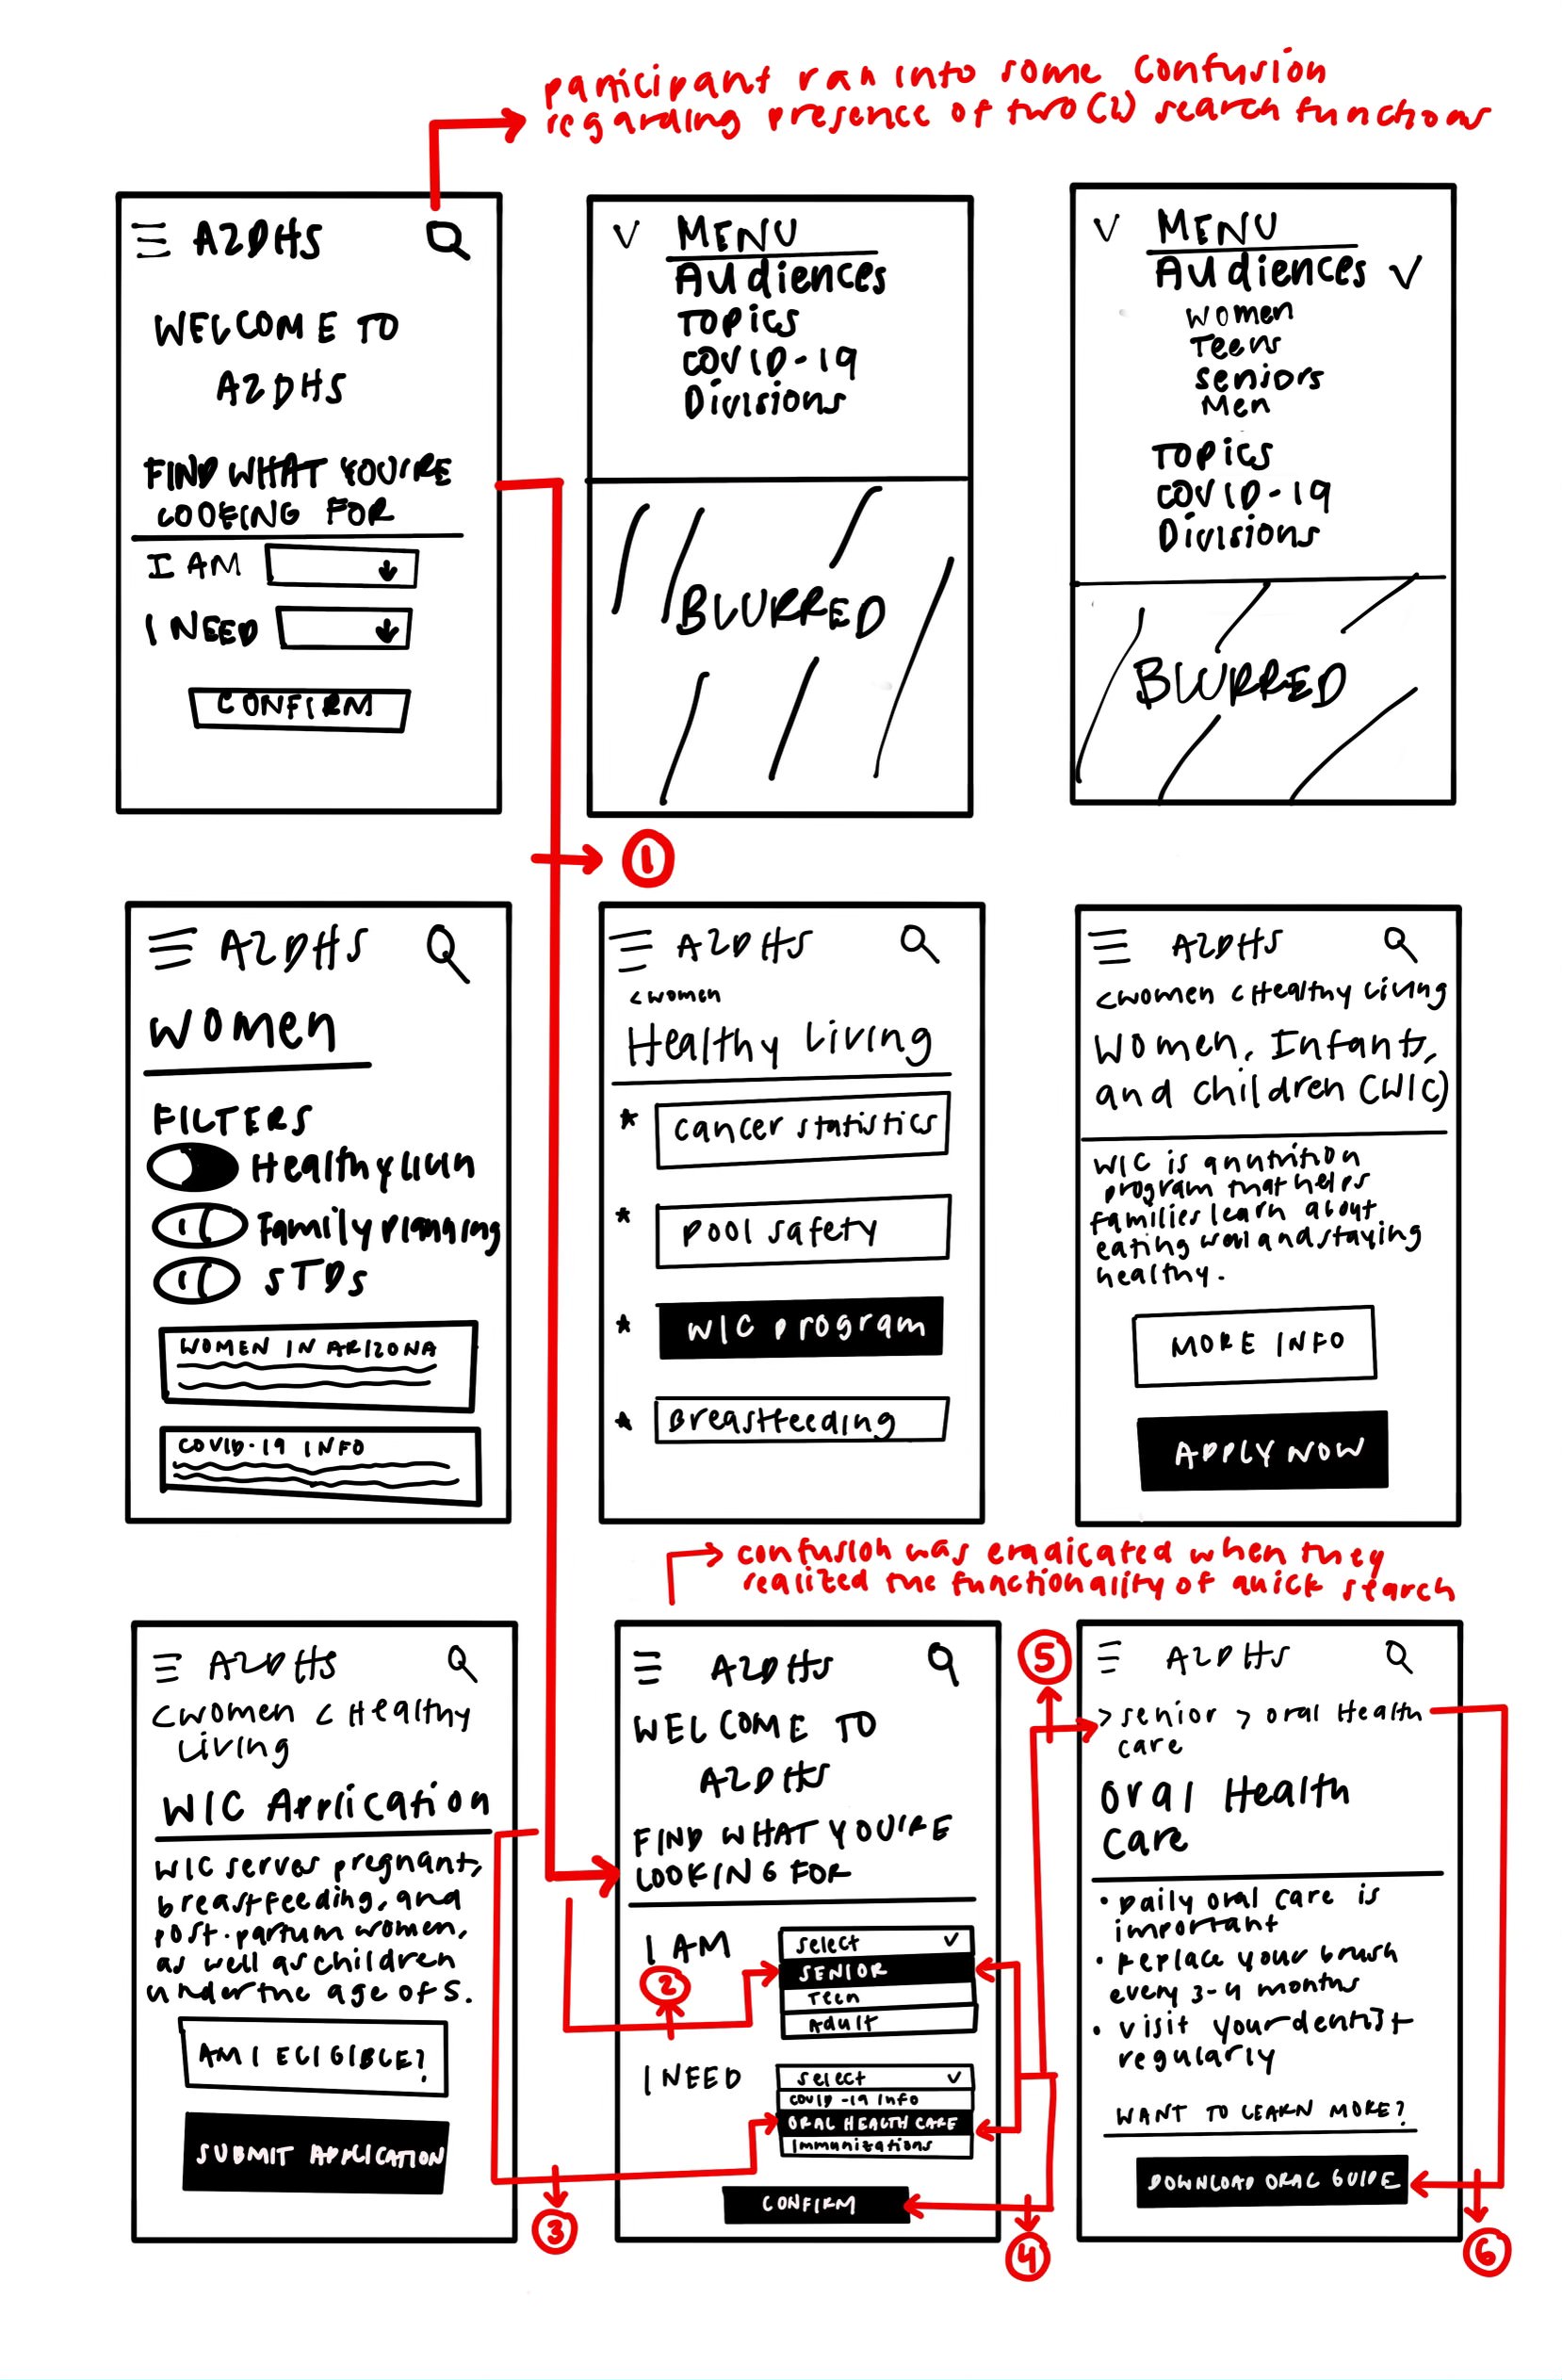 participant ran into some confusion
regarding presence of two (2) search functions
AZDHS
WELCOME TO
AZDHS
FIND WHAT YOU'RE
LOOKING FOR
I AM
I NEED
CONFIRM
MENU
Audiences
Topics
COVID-19
Divisions
BLURRED
MENU
Audiences
Women
Teens
Seniors
Men
Topics
COVID-19
Divisions
BLURRED
1
AZDHS
Women
FILTERS
Healthy livin
Family Planning
STDs
WOMEN IN ARIZONA
COVID-19 INFO
AZDHS
<women
Healthy Living
* cancer statistics
* pool safety
* WIC program
* Breastfeeding
AZDHS
<women <Healthy Living
Women, Infants,
and children (WIC)
WIC is a nutrition
program that helps
families learn about
eating well and staying
healthy.
MORE INFO
APPLY NOW
confusion was eradicated when they
realized the functionality of quick search
AZDHS
<women < Healthy
Living
WIC Application
WIC serves pregnant,
breastfeeding, and
post-partum women,
as well as children
under the age of 5.
AM I ELIGIBLE?
SUBMIT APPLICATION
3
AZDHS
WELCOME TO
AZDHS
FIND WHAT YOU'RE
LOOKING FOR
I AM
select
SENIOR
Teen
Adult
2
I NEED
select
COVID-19 Info
ORAL HEALTH CARE
Immunizations
CONFIRM
4
5
AZDHS
> senior > oral Health
care
Oral Health
Care
• Daily oral care is
important
• Replace your brush
every 3-4 months
• visit your dentist
regularly
WANT TO LEARN MORE?
DOWNLOAD ORAL GUIDE
6